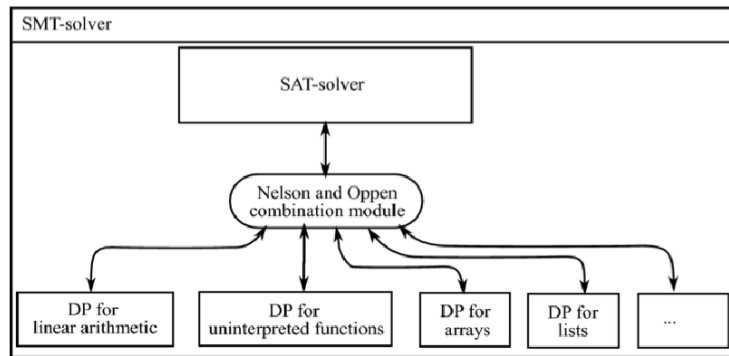 SMT-solver
SAT-solver
Nelson and Oppen
combination module
DP for
linear arithmetic
DP for
uninterpreted functions
DP for
arrays
DP for
lists
...